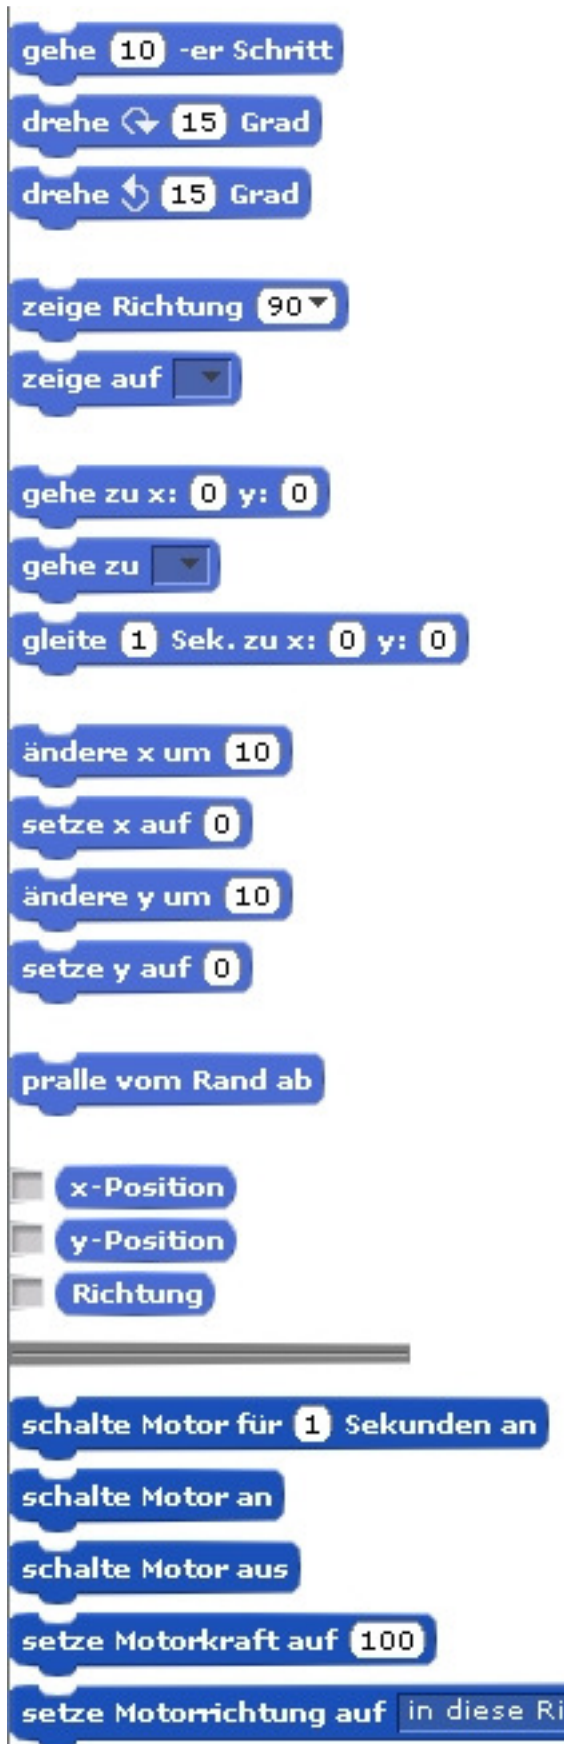 gehe 10 -er Schritt
drehe 15 Grad
drehe 15 Grad
zeige Richtung 90
zeige auf
gehe zu x: 0 y: 0
gehe zu
gleite 1 Sek. zu x: 0 y: 0
ändere x um 10
setze x auf 0
ändere y um 10
setze y auf 0
pralle vom Rand ab
x-Position
y-Position
Richtung
schalte Motor für 1 Sekunden an
schalte Motor an
schalte Motor aus
setze Motorkraft auf 100
setze Motorrichtung auf in diese Ri